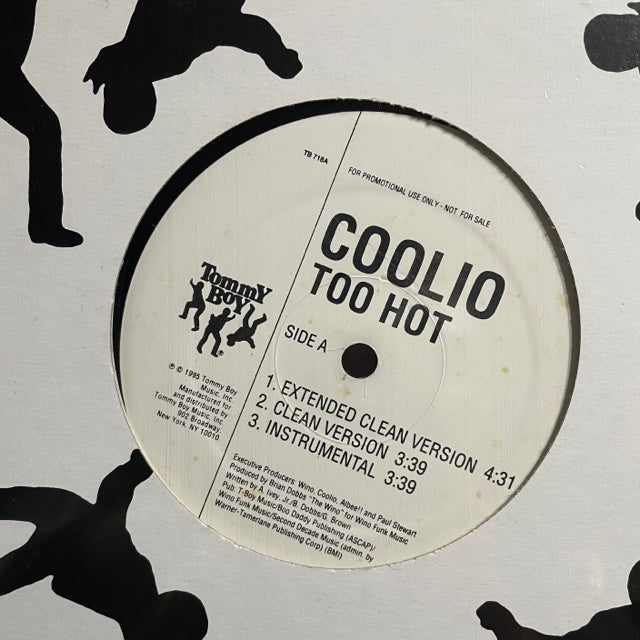 TB 718A
FOR PROMOTIONAL USE ONLY - NOT FOR SALE
COOLIO
TOO HOT
Tommy
Boy
®
SIDE A
1. EXTENDED CLEAN VERSION 4:31
2. CLEAN VERSION 3:39
3. INSTRUMENTAL 3:39
℗ © 1995 Tommy Boy
Music, Inc.
Manufactured for
and distributed by
Tommy Boy Music, Inc.
902 Broadway,
New York, NY 10010
Executive Producers: Wino, Coolio, Albee!! and Paul Stewart
Produced by Brian Dobbs "The Wino" for Wino Funk Music
Written by A. Ivey, Jr./B. Dobbs/G. Brown
Pub. T-Boy Music/Boo Daddy Publishing (ASCAP)/
Wino Funk Music/Second Decade Music (admin. by
Warner-Tamerlane Publishing Corp) (BMI)